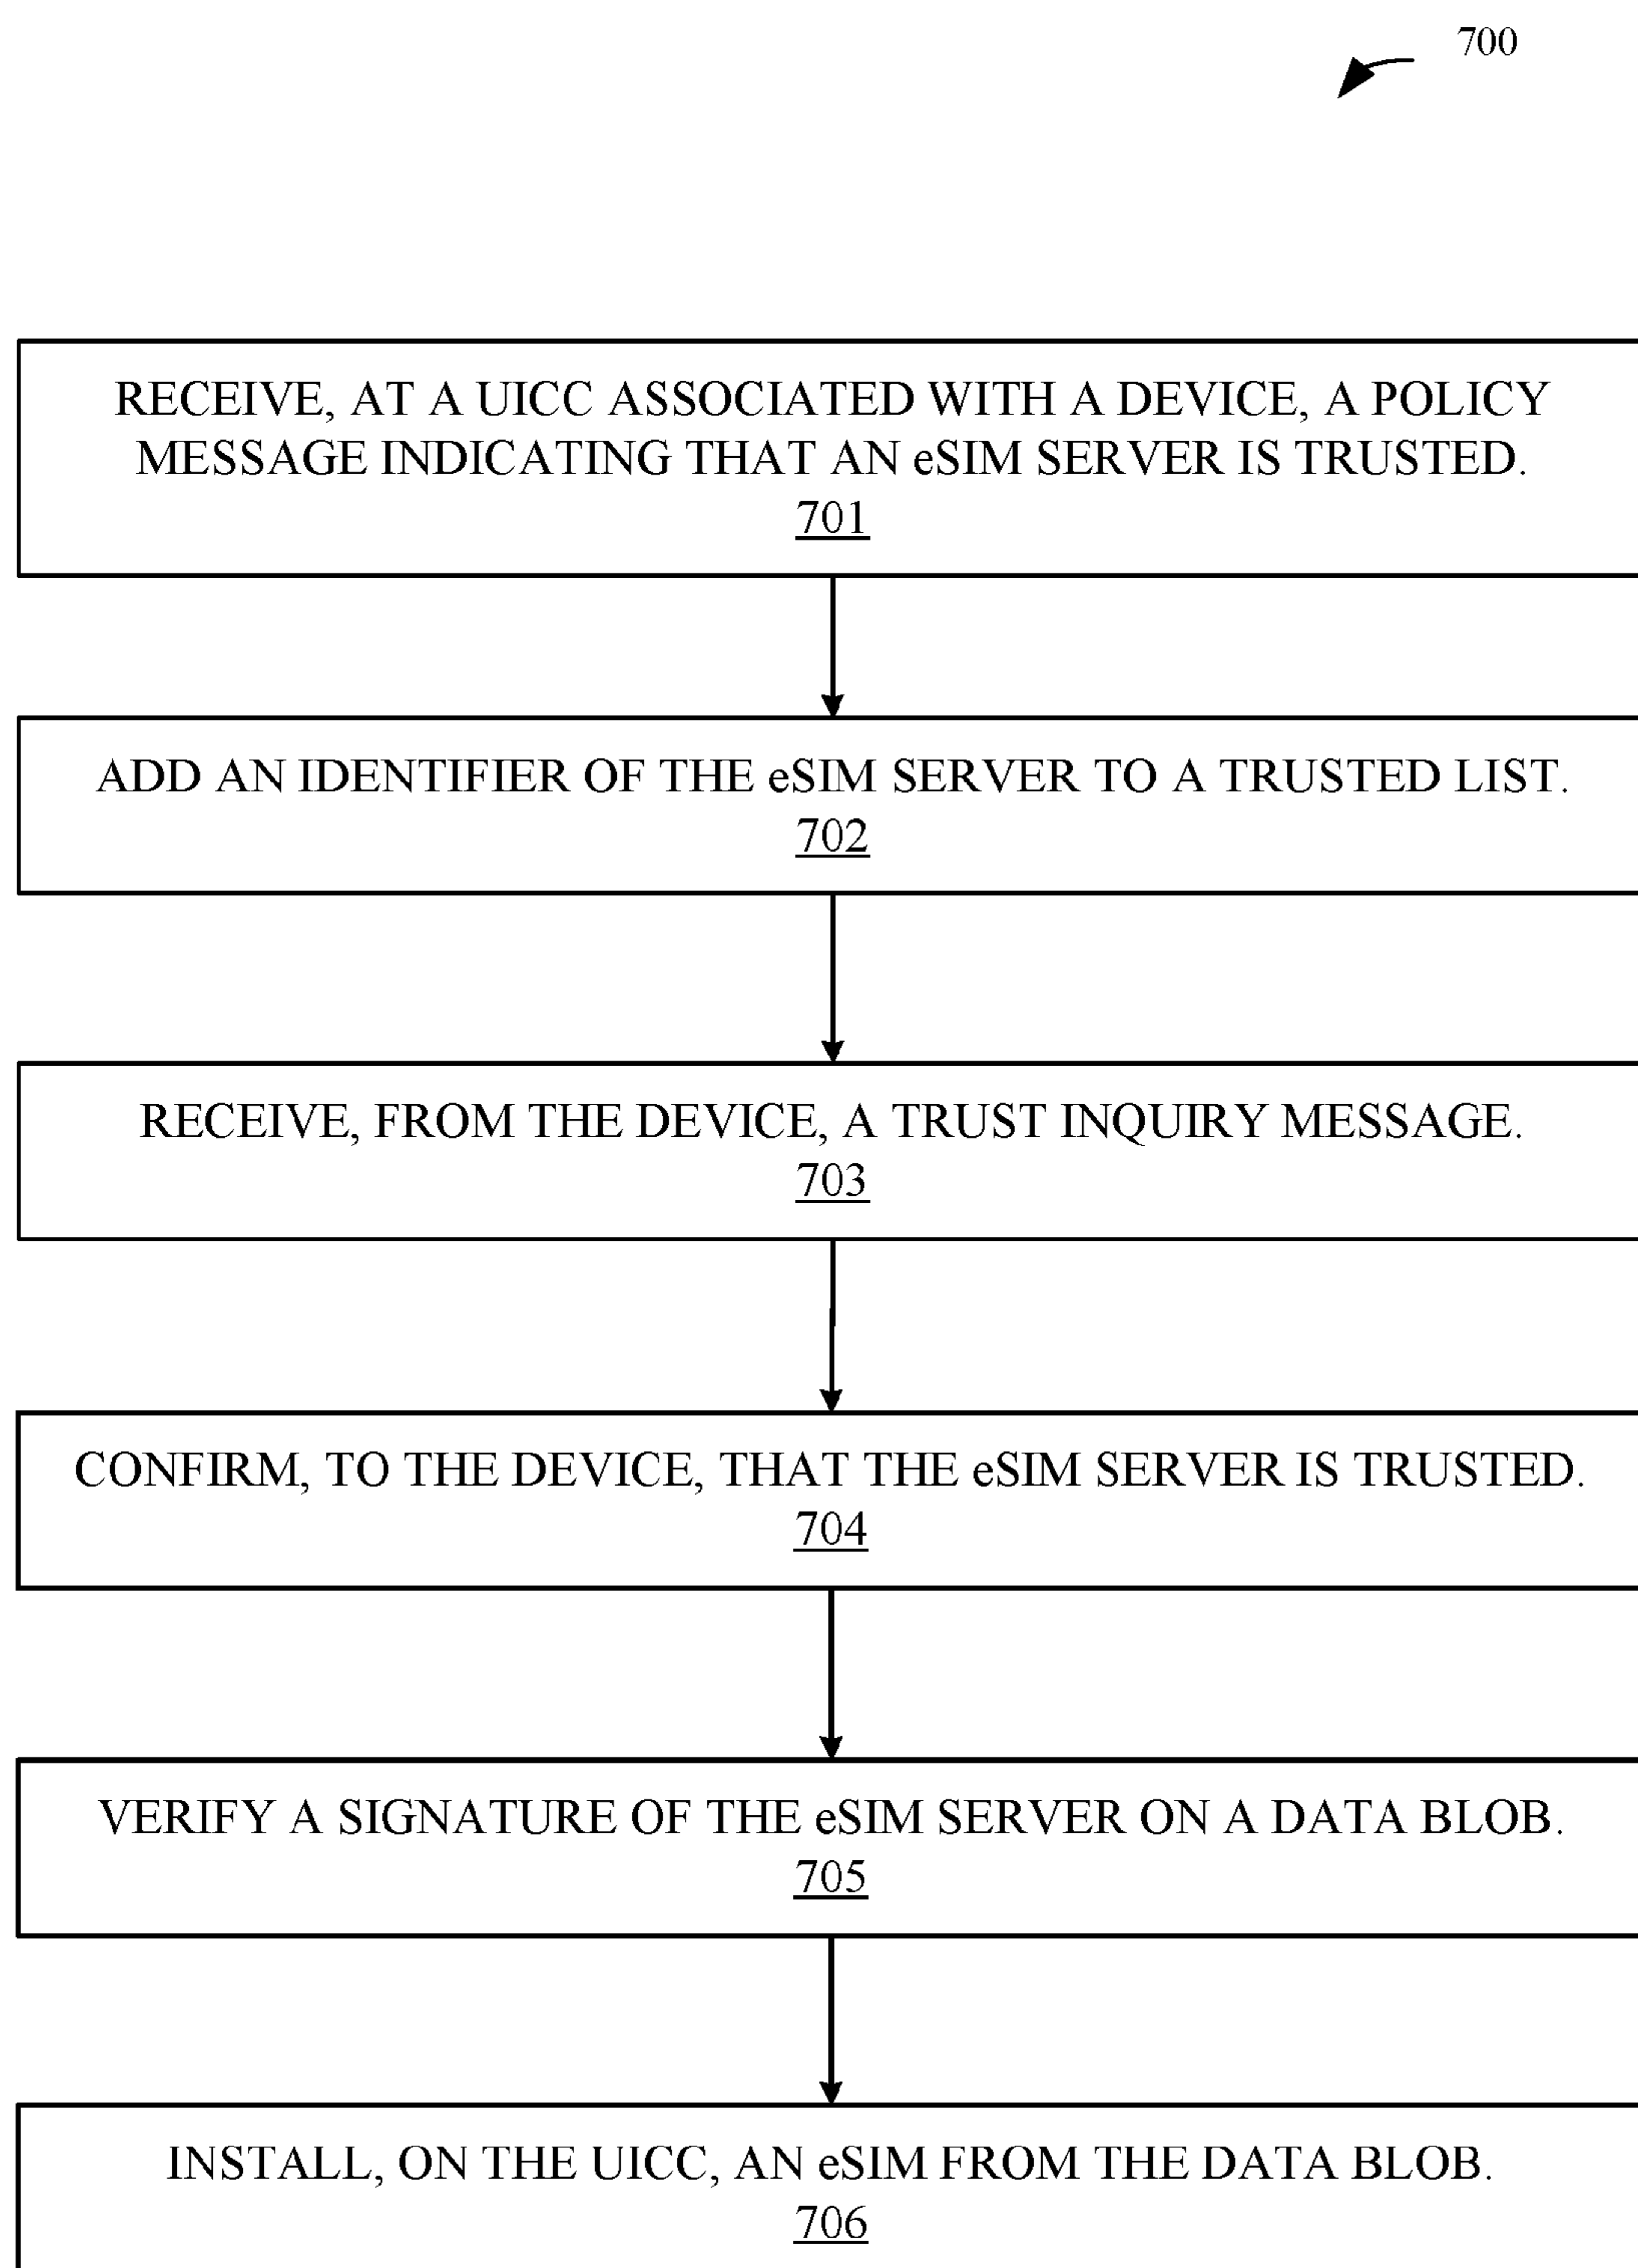 700
RECEIVE, AT A UICC ASSOCIATED WITH A DEVICE, A POLICY
MESSAGE INDICATING THAT AN eSIM SERVER IS TRUSTED.
701
ADD AN IDENTIFIER OF THE eSIM SERVER TO A TRUSTED LIST.
702
RECEIVE, FROM THE DEVICE, A TRUST INQUIRY MESSAGE.
703
CONFIRM, TO THE DEVICE, THAT THE eSIM SERVER IS TRUSTED.
704
VERIFY A SIGNATURE OF THE eSIM SERVER ON A DATA BLOB.
705
INSTALL, ON THE UICC, AN eSIM FROM THE DATA BLOB.
706